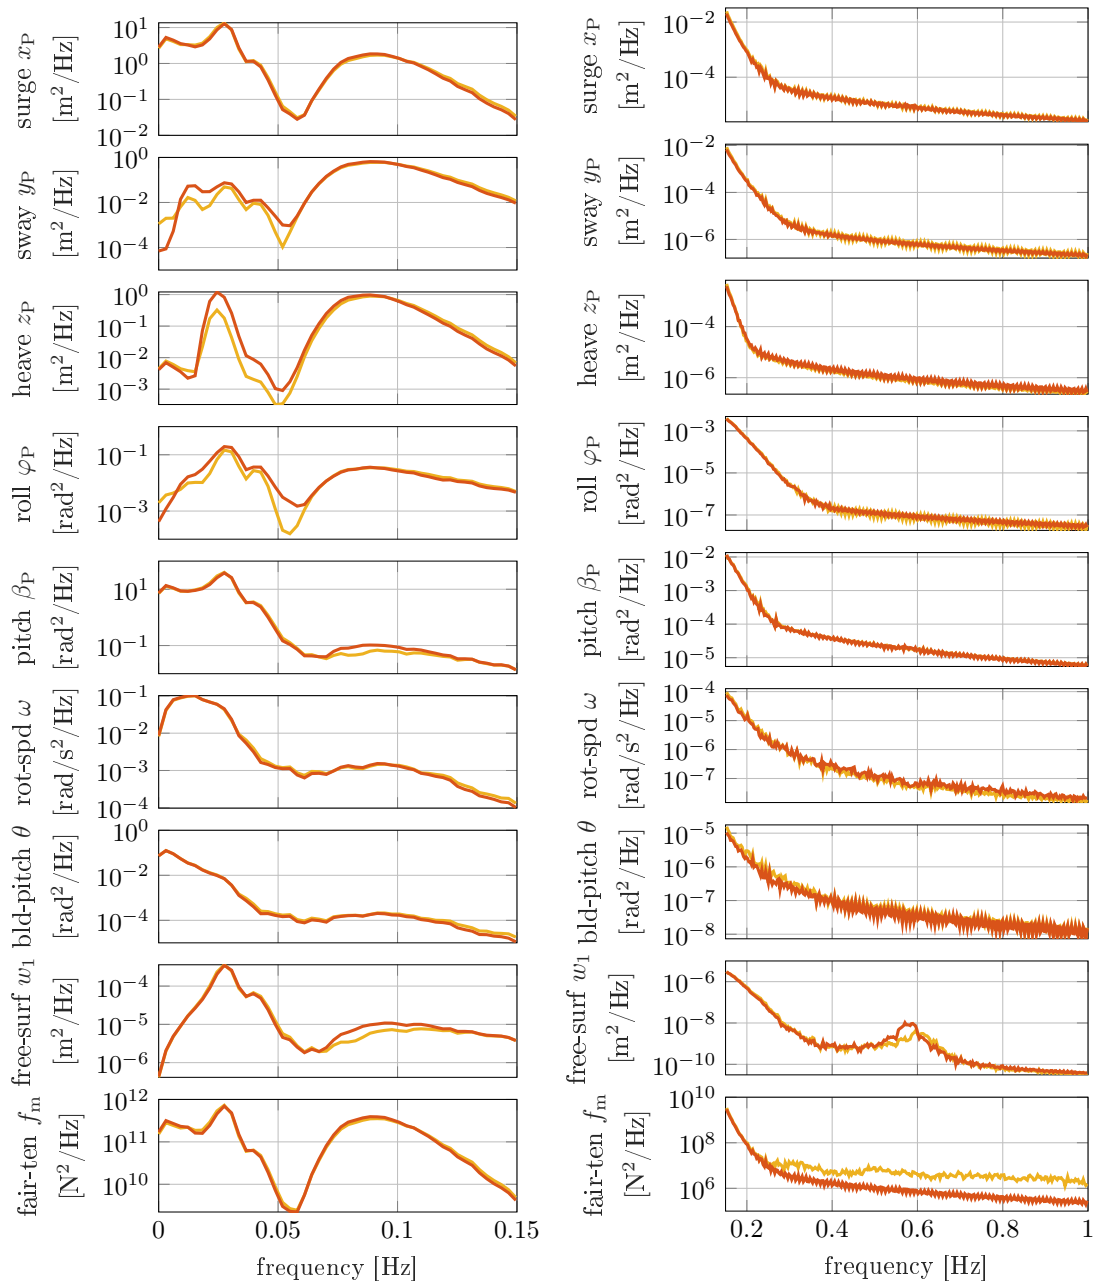 surge x_P [m²/Hz]
10¹
10⁰
10⁻¹
10⁻²
sway y_P [m²/Hz]
10⁰
10⁻²
10⁻⁴
heave z_P [m²/Hz]
10⁰
10⁻¹
10⁻²
10⁻³
roll φ_P [rad²/Hz]
10⁻¹
10⁻³
pitch β_P [rad²/Hz]
10¹
10⁻¹
rot-spd ω [rad/s²/Hz]
10⁻¹
10⁻²
10⁻³
10⁻⁴
bld-pitch θ [rad²/Hz]
10⁰
10⁻²
10⁻⁴
free-surf w₁ [m²/Hz]
10⁻⁴
10⁻⁵
10⁻⁶
fair-ten f_m [N²/Hz]
10¹²
10¹¹
10¹⁰
0 0.05 0.1 0.15
frequency [Hz]
surge x_P [m²/Hz]
10⁻²
10⁻⁴
sway y_P [m²/Hz]
10⁻²
10⁻⁴
10⁻⁶
heave z_P [m²/Hz]
10⁻⁴
10⁻⁶
roll φ_P [rad²/Hz]
10⁻³
10⁻⁵
10⁻⁷
pitch β_P [rad²/Hz]
10⁻²
10⁻³
10⁻⁴
10⁻⁵
rot-spd ω [rad/s²/Hz]
10⁻⁴
10⁻⁵
10⁻⁶
10⁻⁷
bld-pitch θ [rad²/Hz]
10⁻⁵
10⁻⁶
10⁻⁷
10⁻⁸
free-surf w₁ [m²/Hz]
10⁻⁶
10⁻⁸
10⁻¹⁰
fair-ten f_m [N²/Hz]
10¹⁰
10⁸
10⁶
0.2 0.4 0.6 0.8 1
frequency [Hz]